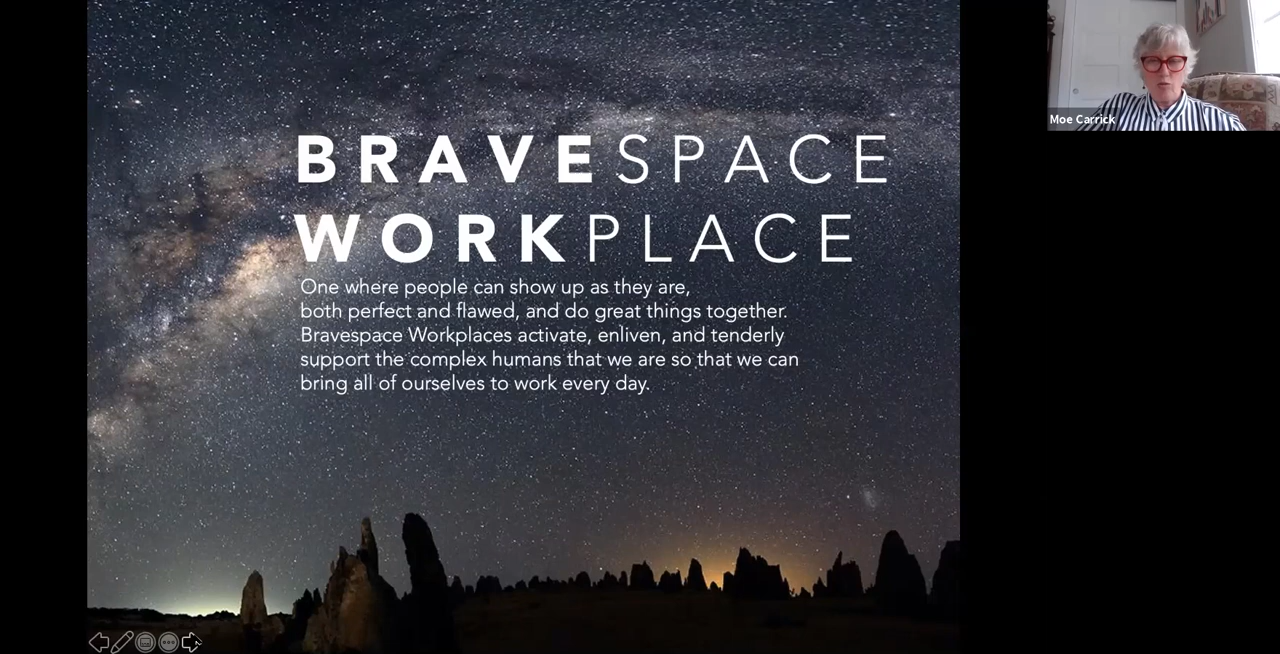 BRAVESPACE
WORKPLACE
One where people can show up as they are,
both perfect and flawed, and do great things together.
Bravespace Workplaces activate, enliven, and tenderly
support the complex humans that we are so that we can
bring all of ourselves to work every day.
Moe Carrick